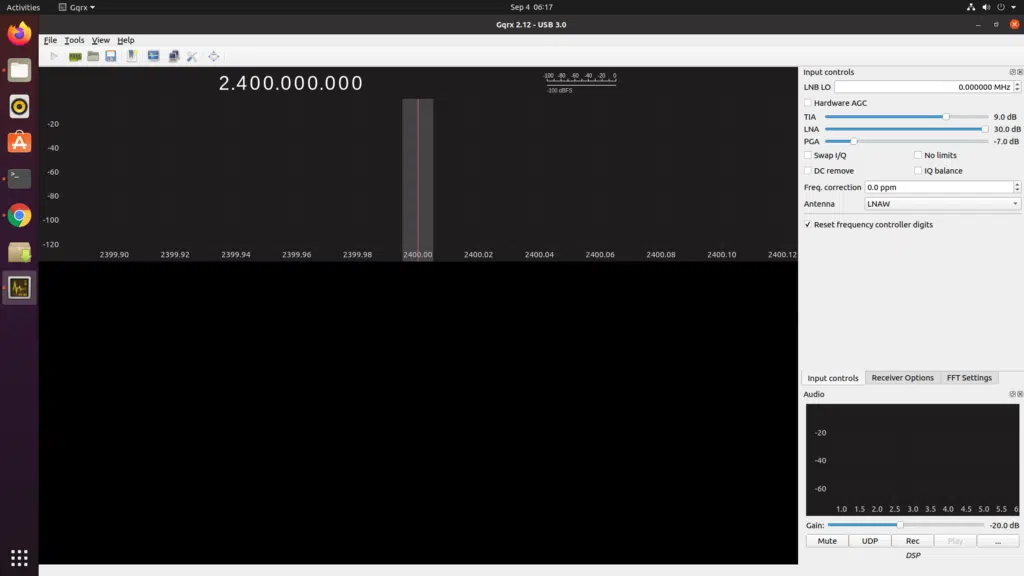 Activities Gqrx Sep 4 06:17
Gqrx 2.12 - USB 3.0
File Tools View Help
2.400.000.000
-100 -80 -60 -40 -20 0
-100 dBFS
-20
-40
-60
-80
-100
-120
2399.90 2399.92 2399.94 2399.96 2399.98 2400.00 2400.02 2400.04 2400.06 2400.08 2400.10 2400.12
Input controls
LNB LO 0.000000 MHz
Hardware AGC
TIA 9.0 dB
LNA 30.0 dB
PGA -7.0 dB
Swap I/Q No limits
DC remove IQ balance
Freq. correction 0.0 ppm
Antenna LNAW
Reset frequency controller digits
Input controls Receiver Options FFT Settings
Audio
-20
-40
-60
1.0 1.5 2.0 2.5 3.0 3.5 4.0 4.5 5.0 5.5 6
Gain: -20.0 dB
Mute UDP Rec Play ...
DSP